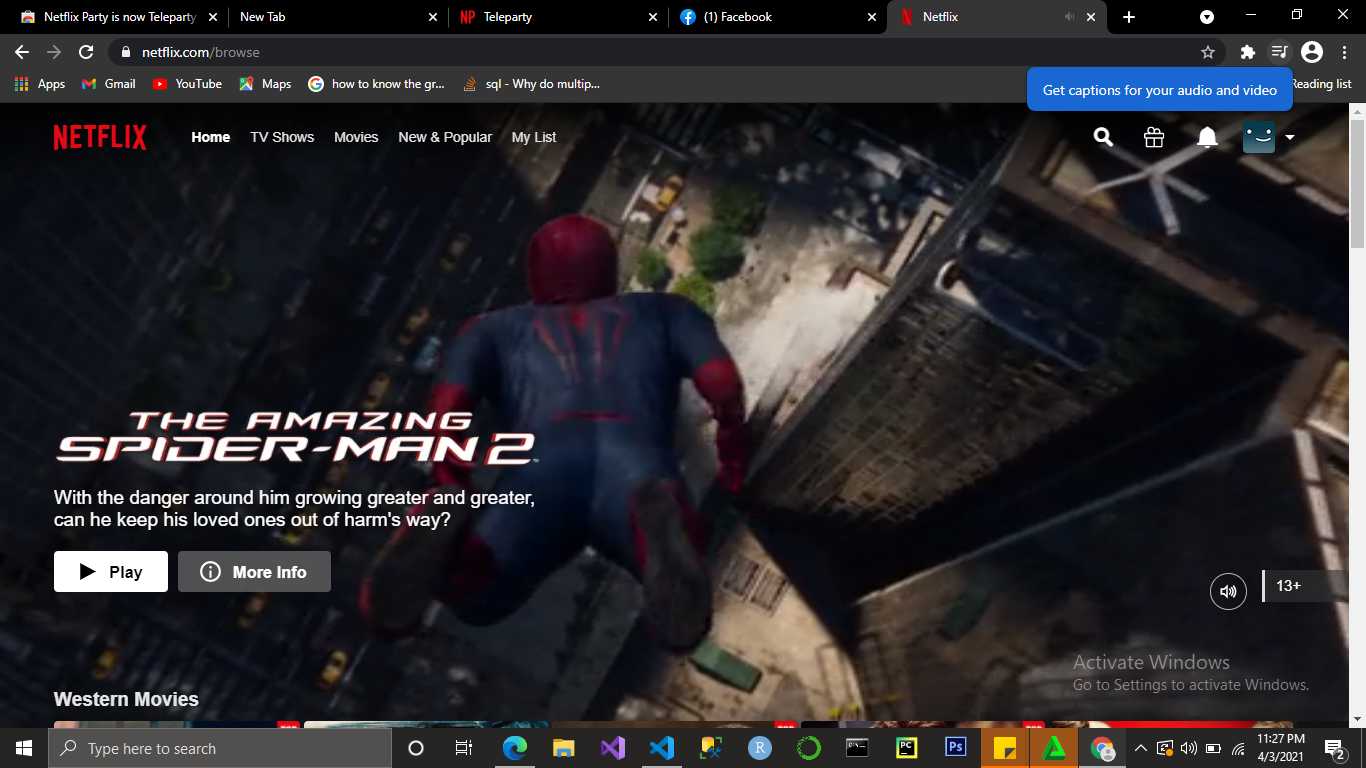 Netflix Party is now Teleparty
New Tab
NP Teleparty
(1) Facebook
N Netflix
netflix.com/browse
Apps
Gmail
YouTube
Maps
G how to know the gr...
sql - Why do multip...
Reading list
Get captions for your audio and video
NETFLIX
Home
TV Shows
Movies
New & Popular
My List
THE AMAZING
SPIDER-MAN 2
With the danger around him growing greater and greater,
can he keep his loved ones out of harm's way?
Play
More Info
13+
Activate Windows
Go to Settings to activate Windows.
Western Movies
Type here to search
R
PC
Ps
11:27 PM
4/3/2021
2